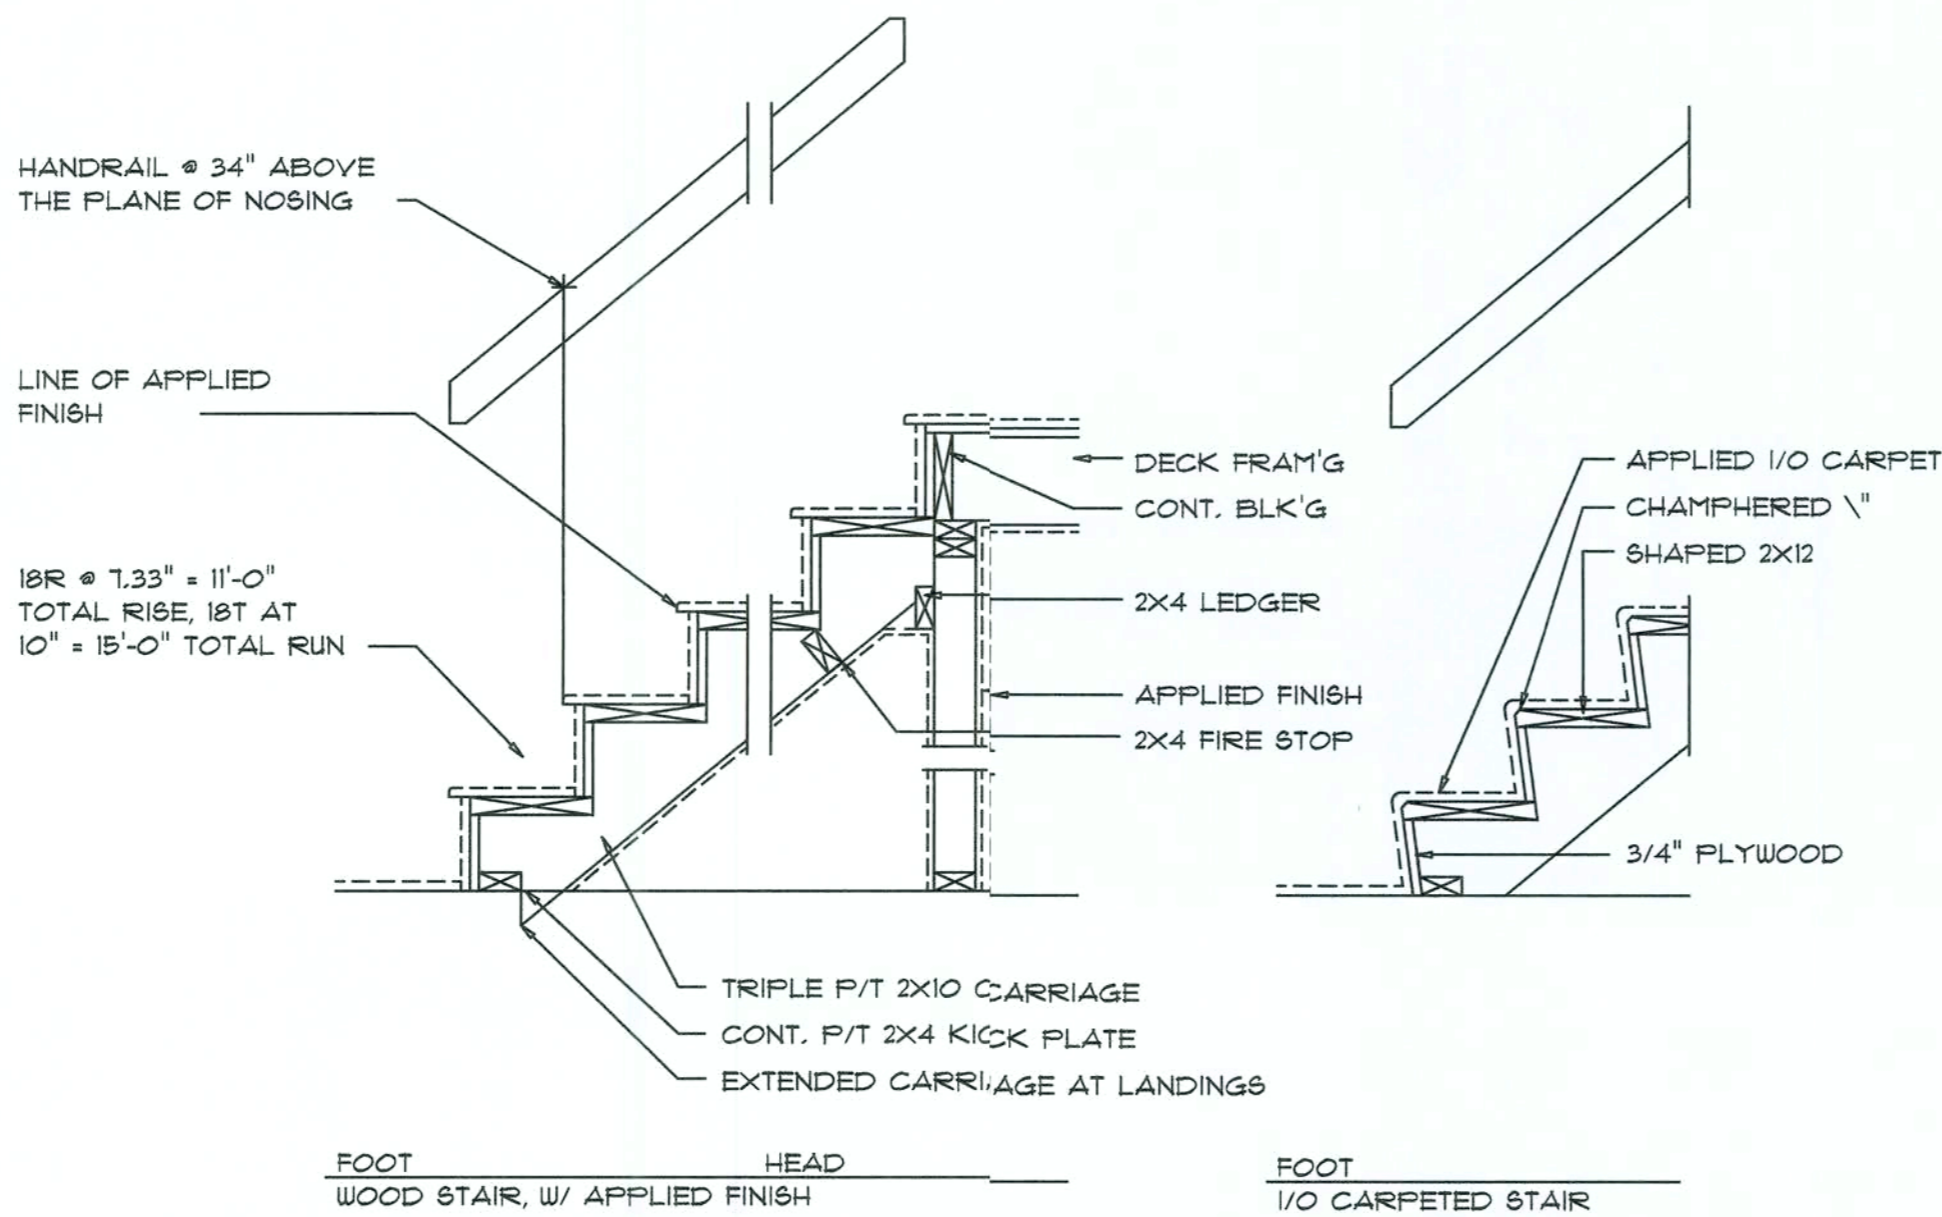 HANDRAIL @ 34" ABOVE
THE PLANE OF NOSING
LINE OF APPLIED
FINISH
18R @ 7.33" = 11'-0"
TOTAL RISE, 18T AT
10" = 15'-0" TOTAL RUN
DECK FRAM'G
CONT. BLK'G
2X4 LEDGER
APPLIED FINISH
2X4 FIRE STOP
TRIPLE P/T 2X10 CARRIAGE
CONT. P/T 2X4 KICK PLATE
EXTENDED CARRIAGE AT LANDINGS
FOOT HEAD
WOOD STAIR, W/ APPLIED FINISH
APPLIED I/O CARPET
CHAMPHERED \"
SHAPED 2X12
3/4" PLYWOOD
FOOT
I/O CARPETED STAIR